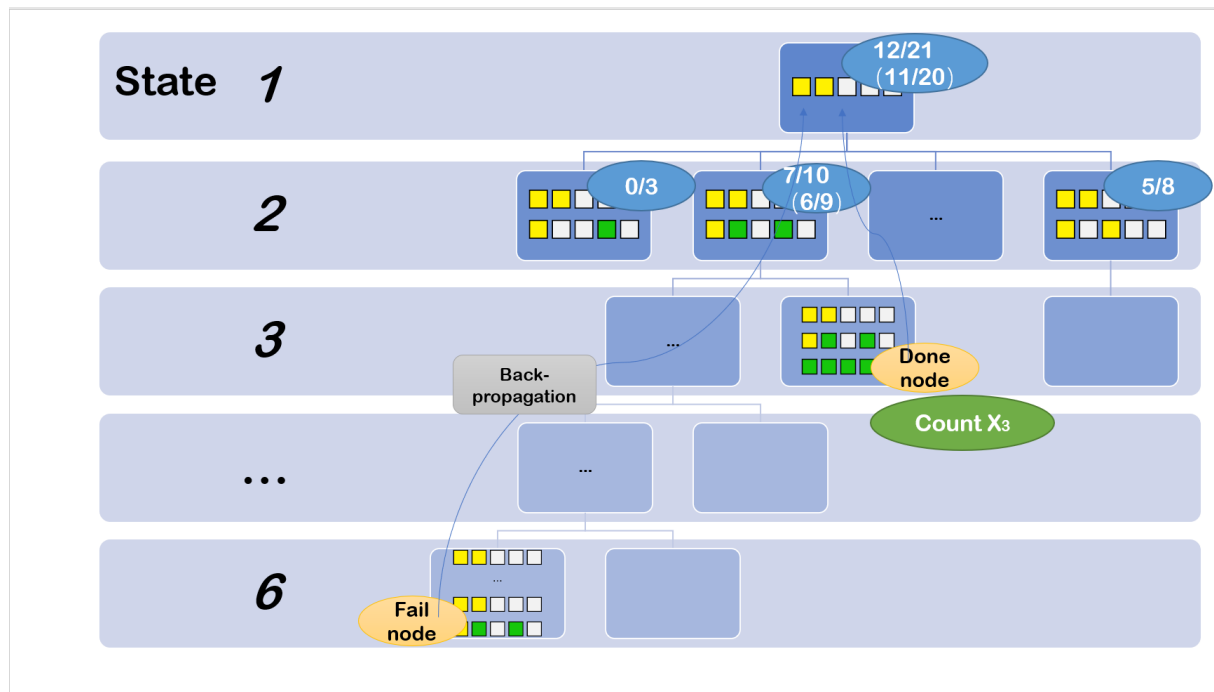 State 1
12/21
(11/20)
2
0/3
7/10
(6/9)
...
5/8
3
...
Done
node
Back-
propagation
Count X₃
...
...
6
...
Fail
node